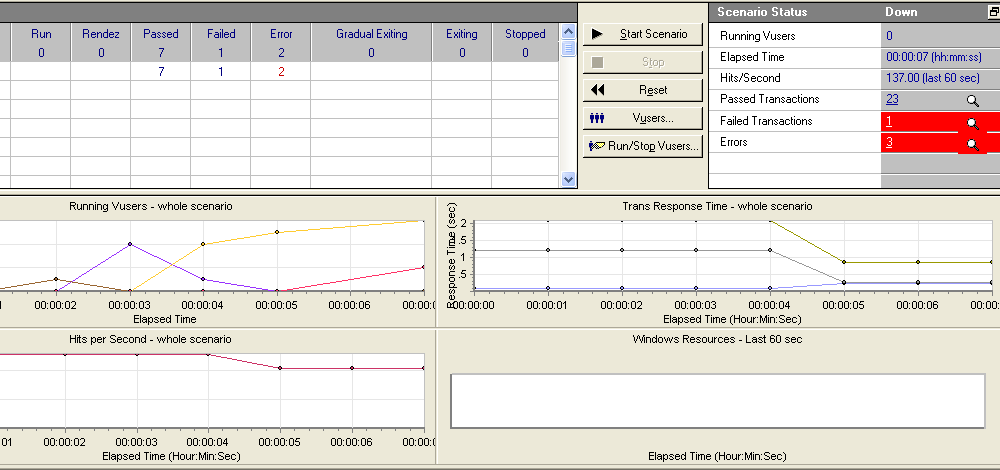 Run Rendez Passed Failed Error Gradual Exiting Exiting Stopped
0 0 7 1 2 0 0 0
7 1 2
Start Scenario
Stop
Reset
Vusers...
Run/Stop Vusers...
Scenario Status Down
Running Vusers 0
Elapsed Time 00:00:07 (hh:mm:ss)
Hits/Second 137.00 (last 60 sec)
Passed Transactions 23
Failed Transactions 1
Errors 3
Running Vusers - whole scenario
00:00:02 00:00:03 00:00:04 00:00:05 00:00:0
Elapsed Time
Trans Response Time - whole scenario
Response Time (sec)
2
.5
1
.5
:00:00 00:00:01 00:00:02 00:00:03 00:00:04 00:00:05 00:00:06 00:00:0
Elapsed Time (Hour:Min:Sec)
Hits per Second - whole scenario
01 00:00:02 00:00:03 00:00:04 00:00:05 00:00:06 00:00:0
Elapsed Time (Hour:Min:Sec)
Windows Resources - Last 60 sec
Elapsed Time (Hour:Min:Sec)